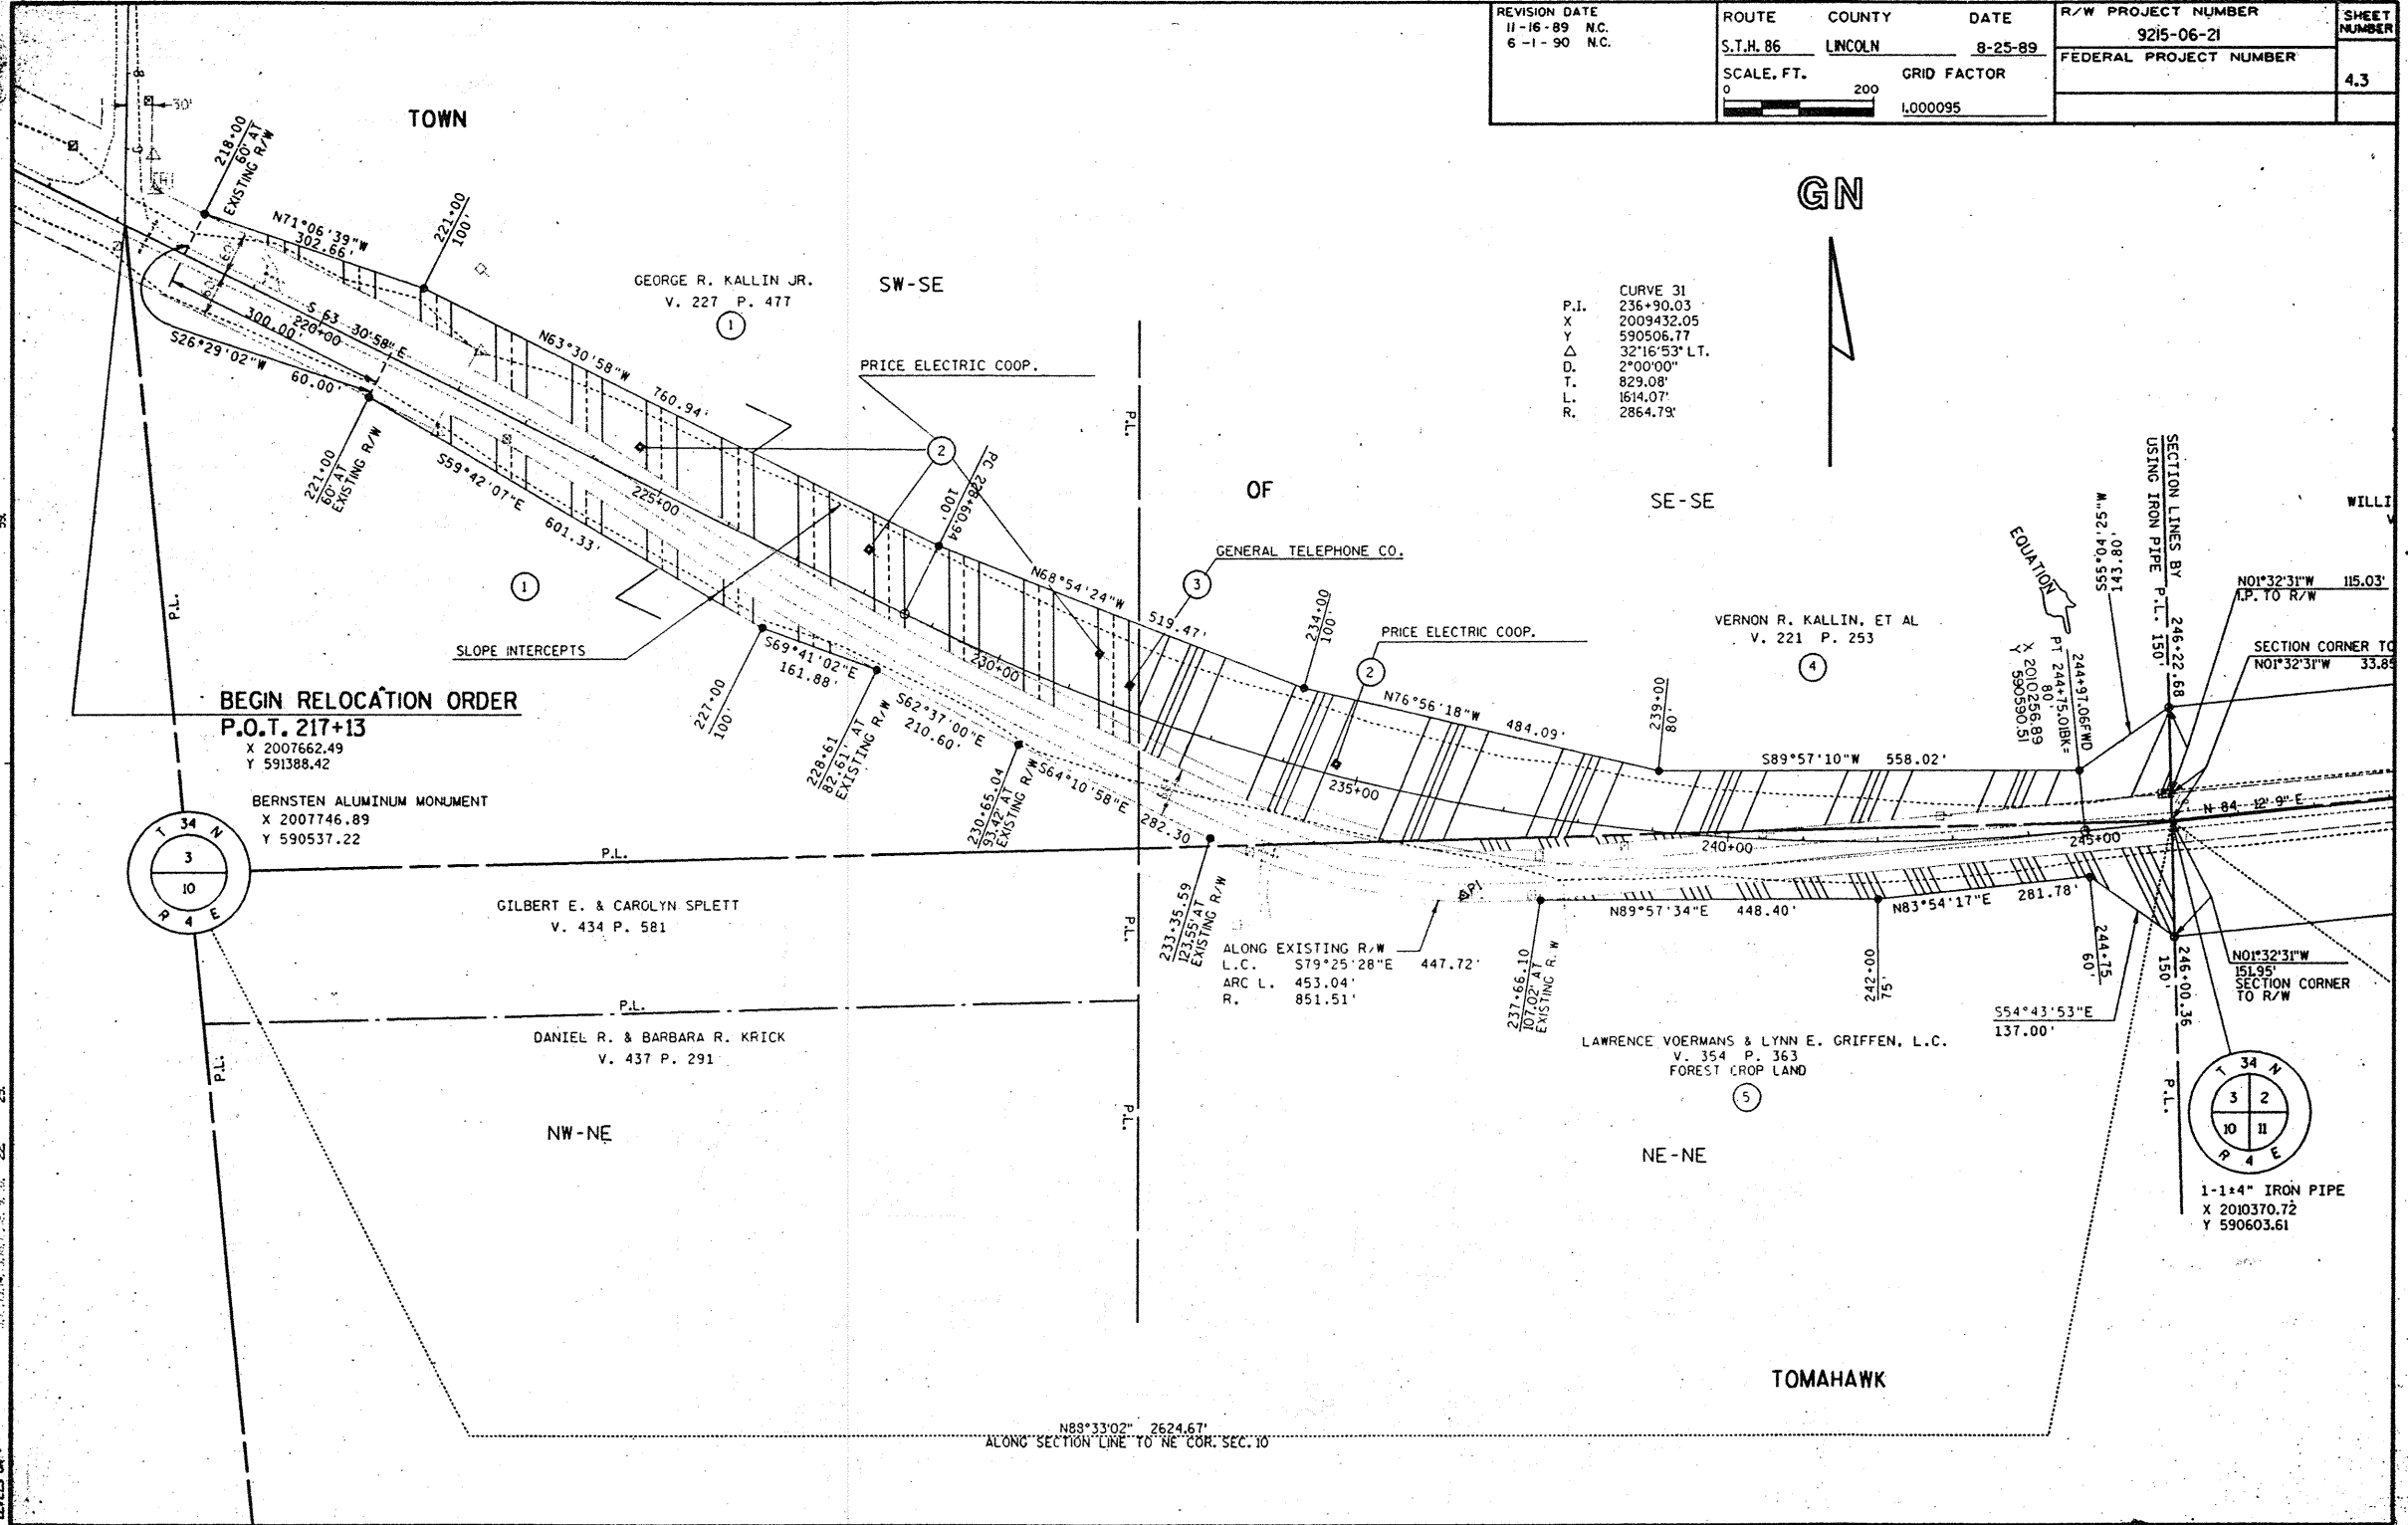 REVISION DATE
11-16-89 N.C.
6-1-90 N.C.
ROUTE COUNTY DATE
S.T.H. 86 LINCOLN 8-25-89
SCALE, FT. GRID FACTOR
0 200
1.000095
R/W PROJECT NUMBER
9215-06-21
FEDERAL PROJECT NUMBER
SHEET
NUMBER
4.3
TOWN
30'
218+00
60' AT
EXISTING R/W
N71°06'39"W
302.66'
221+00
100'
GEORGE R. KALLIN JR.
V. 227 P. 477
1
SW-SE
GN
CURVE 31
P.I. 236+90.03
X 2009432.05
Y 590506.77
Δ 32°16'53" LT.
D. 2°00'00"
T. 829.08'
L. 1614.07'
R. 2864.79'
S 63 30'58" E
300.00'
220+00
S26°29'02"W
60.00'
N63°30'58"W
760.94'
PRICE ELECTRIC COOP.
2
P.L.
221+00
60' AT
EXISTING R/W
S59°42'07"E
601.33'
225+00
PC 228+60.94
100'
OF
SE-SE
GENERAL TELEPHONE CO.
3
N68°54'24"W
519.47'
234+00
100'
PRICE ELECTRIC COOP.
2
EQUATION
S55°04'25"W
143.80'
SECTION LINES BY
USING IRON PIPE
P.L. 246+22.68
150'
WILLI
V
N01°32'31"W 115.03'
I.P. TO R/W
SECTION CORNER TO
N01°32'31"W 33.85
VERNON R. KALLIN, ET AL
V. 221 P. 253
4
244+97.06FWD
PT 244+75.01BK=
80'
X 2010256.89
Y 590590.51
P.L.
1
SLOPE INTERCEPTS
230+00
S69°41'02"E
161.88'
227+00
100'
S62°37'00"E
210.60'
228+61
82.61' AT
EXISTING R/W
N76°56'18"W 484.09'
239+00
80'
S89°57'10"W 558.02'
BEGIN RELOCATION ORDER
P.O.T. 217+13
X 2007662.49
Y 591388.42
BERNSTEN ALUMINUM MONUMENT
X 2007746.89
Y 590537.22
T 34 N
3
10
R 4 E
230+65.04
93.42' AT
EXISTING R/W
S64°10'58"E
282.30
235+00
240+00
245+00
N 84 12' 9" E
P.L.
GILBERT E. & CAROLYN SPLETT
V. 434 P. 581
P.L.
233+35.59
123.55' AT
EXISTING R/W
PI
ALONG EXISTING R/W
L.C. S79°25'28"E 447.72'
ARC L. 453.04'
R. 851.51'
N89°57'34"E 448.40'
N83°54'17"E 281.78'
237+66.10
107.02' AT
EXISTING R.W
242+00
75'
244+75
60'
246+00.36
150'
N01°32'31"W
151.95'
SECTION CORNER
TO R/W
S54°43'53"E
137.00'
P.L.
DANIEL R. & BARBARA R. KRICK
V. 437 P. 291
P.L.
LAWRENCE VOERMANS & LYNN E. GRIFFEN, L.C.
V. 354 P. 363
FOREST CROP LAND
5
P.L.
P.L.
NW-NE
NE-NE
T 34 N
3 2
10 11
R 4 E
1-1±4" IRON PIPE
X 2010370.72
Y 590603.61
TOMAHAWK
N88°33'02" 2624.67'
ALONG SECTION LINE TO NE COR. SEC. 10